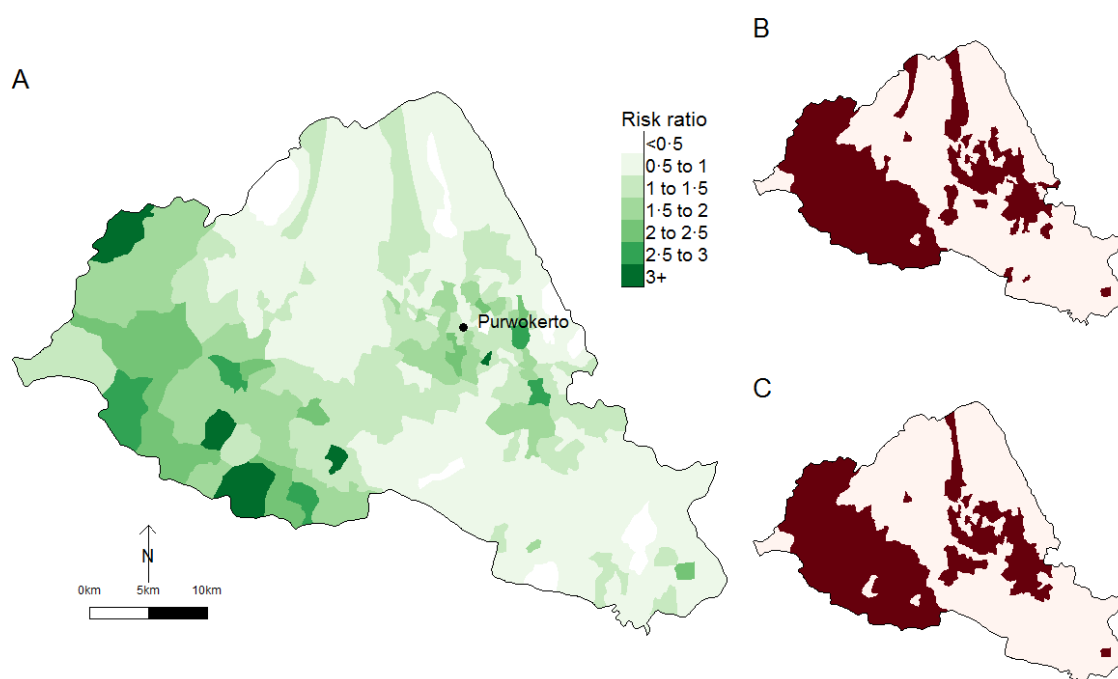 A
B
Risk ratio
<0·5
0·5 to 1
1 to 1·5
1·5 to 2
2 to 2·5
2·5 to 3
3+
Purwokerto
C
N
0km 5km 10km